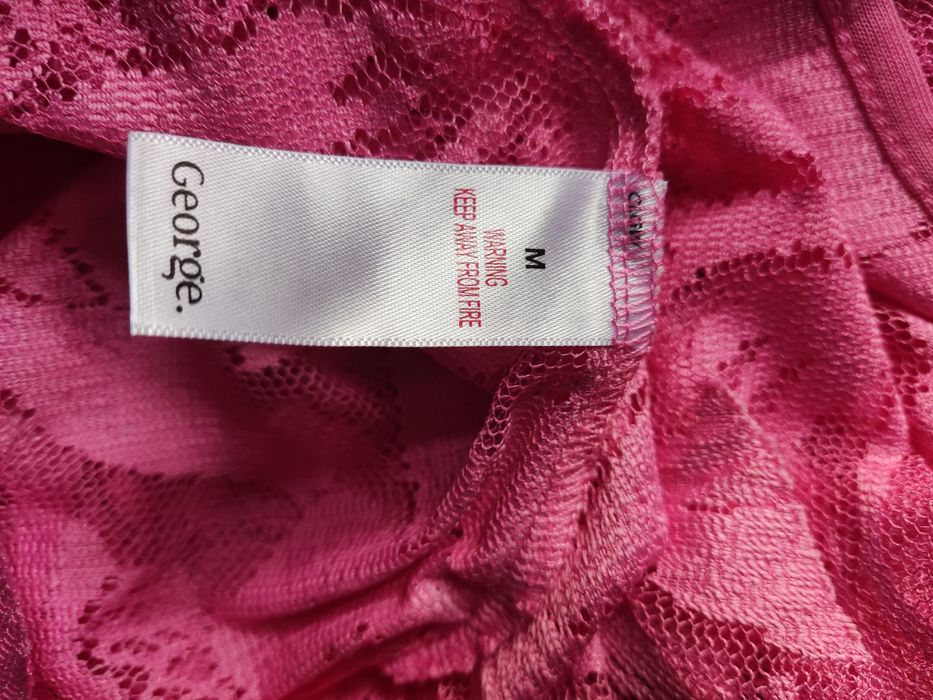 M
WARNING
KEEP AWAY FROM FIRE
George.